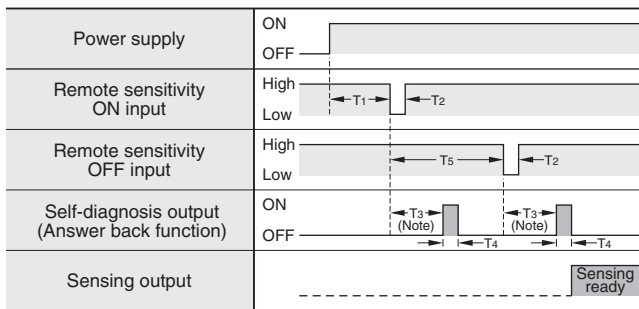 Power supply
ON
OFF
Remote sensitivity
ON input
High
Low
T1
T2
Remote sensitivity
OFF input
High
Low
T5
T2
Self-diagnosis output
(Answer back function)
ON
OFF
T3
(Note)
T4
T3
(Note)
T4
Sensing output
Sensing
ready